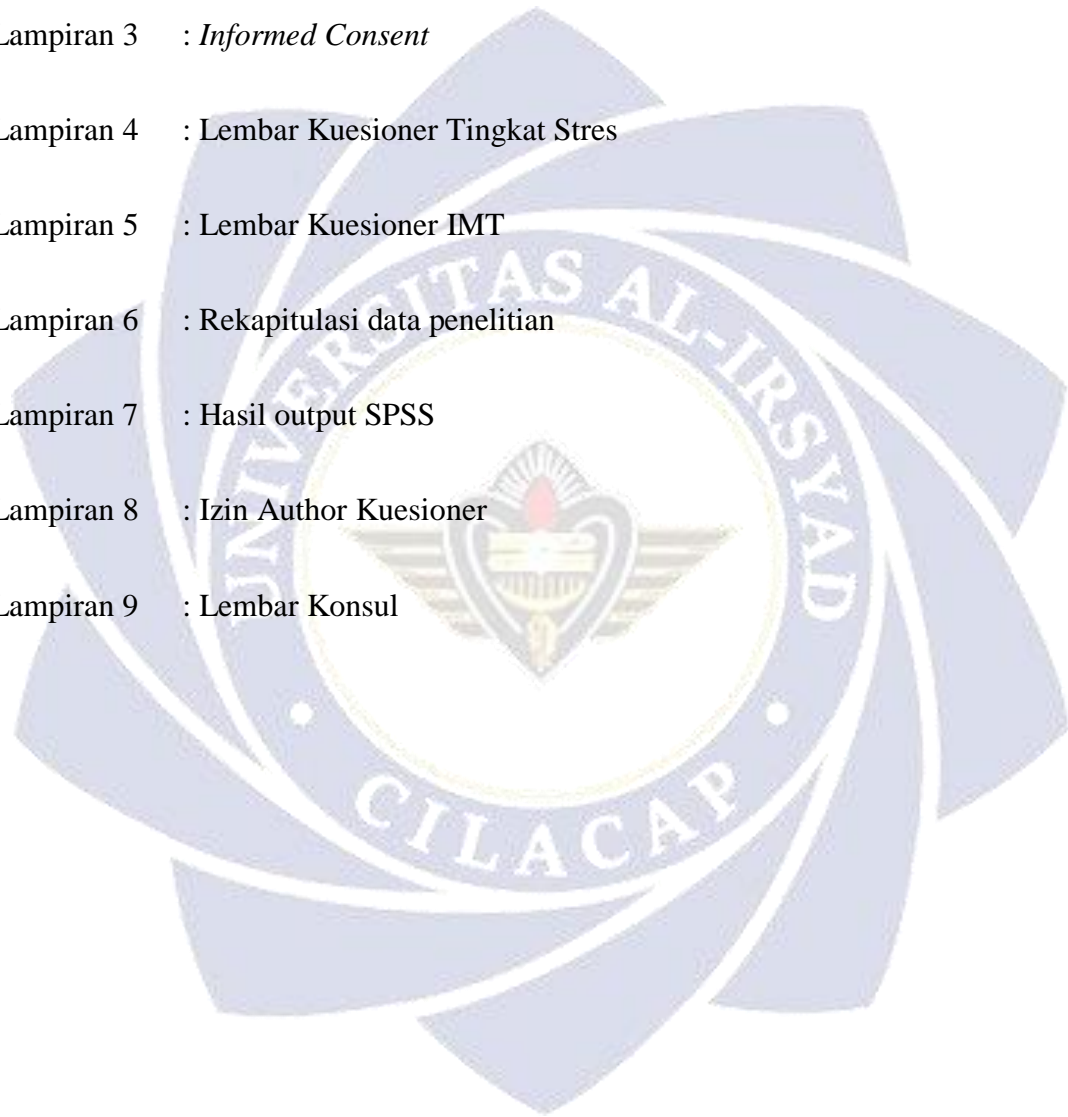 Lampiran 3 : Informed Consent
Lampiran 4 : Lembar Kuesioner Tingkat Stres
Lampiran 5 : Lembar Kuesioner IMT
Lampiran 6 : Rekapitulasi data penelitian
Lampiran 7 : Hasil output SPSS
Lampiran 8 : Izin Author Kuesioner
Lampiran 9 : Lembar Konsul
UNIVERSITAS AL-IRSYAD
CILACAP